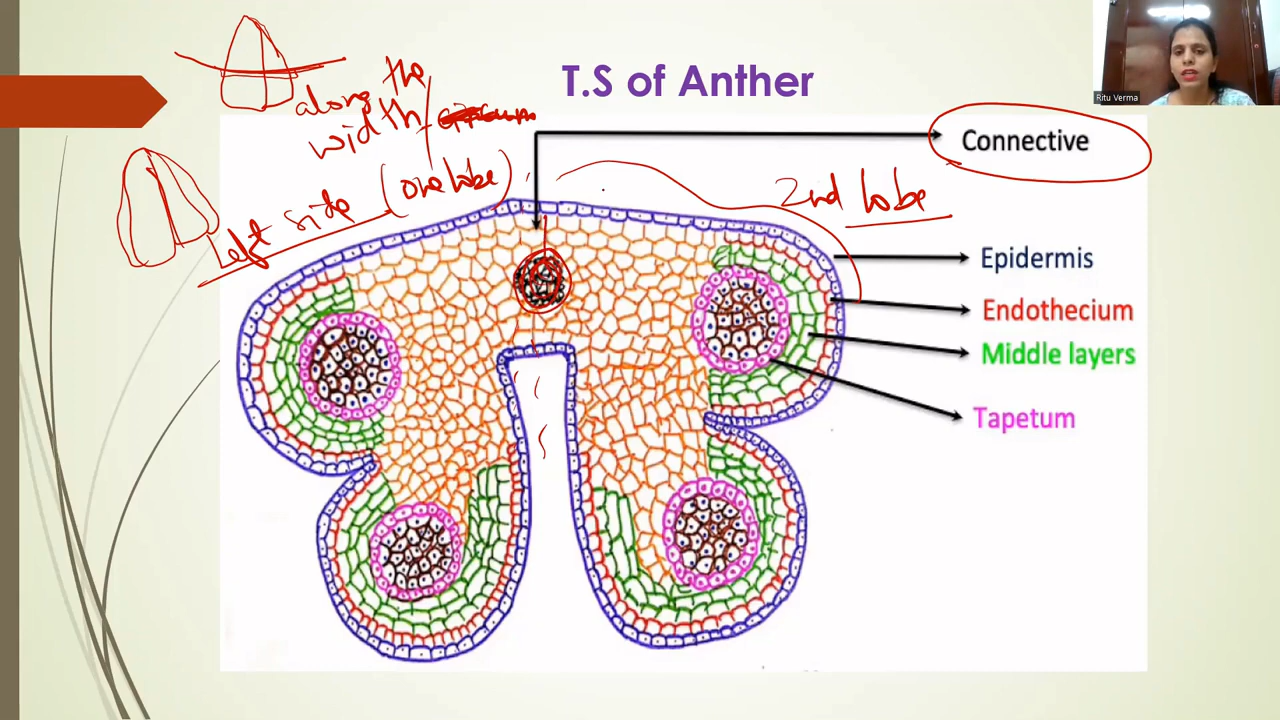 T.S of Anther
Ritu Verma
along the
width/
Connective
Left side (one lobe)
2nd lobe
Epidermis
Endothecium
Middle layers
Tapetum